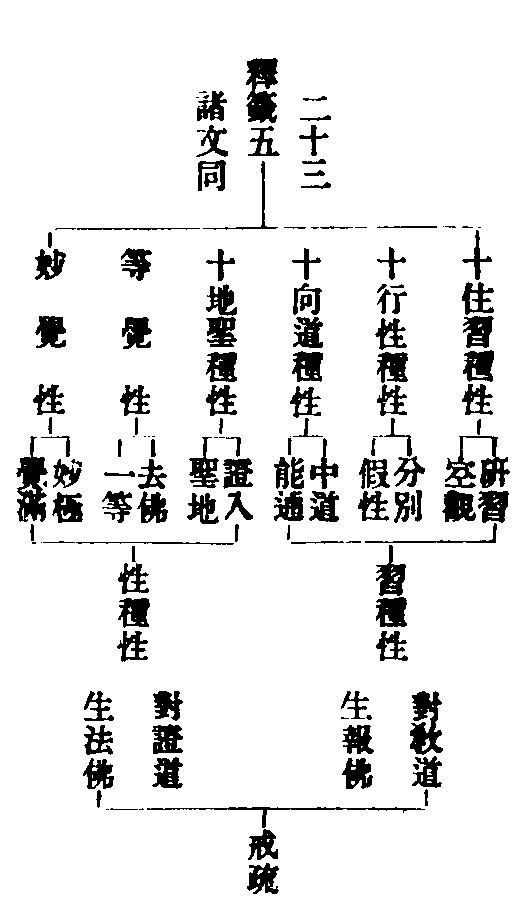 二十三
釋籤五
諸文同
十住習種性
十行性種性
十向道種性
十地聖種性
等覺性
妙覺性
研習
空觀
分別
假性
中道
能通
證入
聖地
去佛
一等
妙極
覺滿
習種性
性種性
對教道
生報佛
對證道
生法佛
戒疏